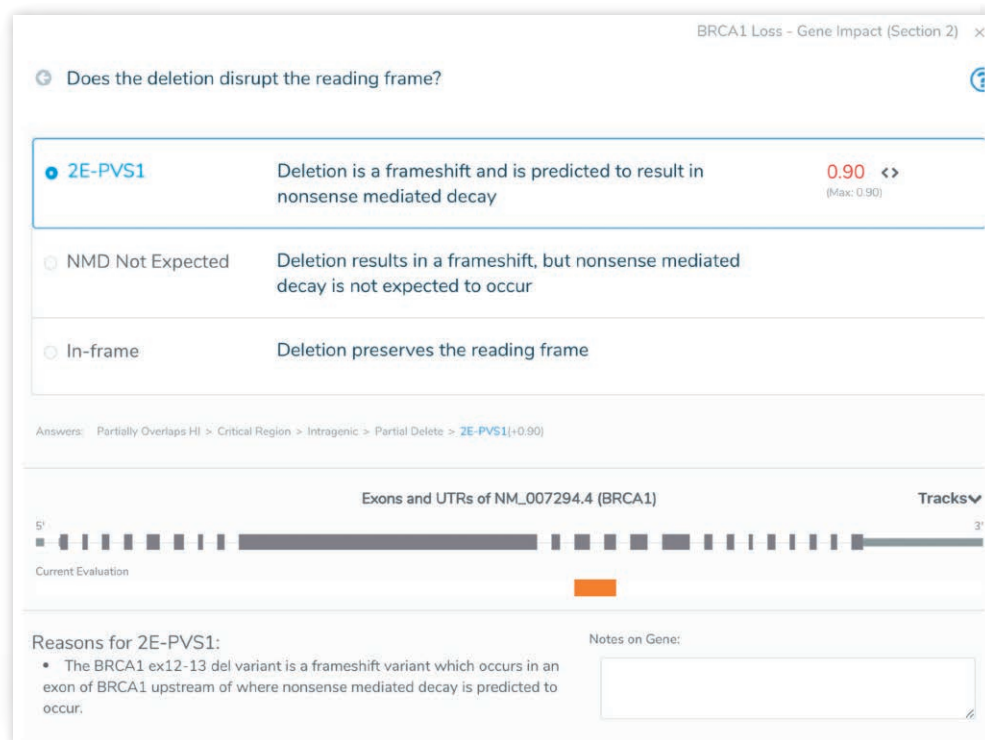 BRCA1 Loss - Gene Impact (Section 2) ×
Does the deletion disrupt the reading frame?
2E-PVS1
Deletion is a frameshift and is predicted to result in
nonsense mediated decay
0.90 <>
(Max: 0.90)
NMD Not Expected
Deletion results in a frameshift, but nonsense mediated
decay is not expected to occur
In-frame
Deletion preserves the reading frame
Answers: Partially Overlaps HI > Critical Region > Intragenic > Partial Delete > 2E-PVS1(+0.90)
Exons and UTRs of NM_007294.4 (BRCA1)
Tracks
5'
3'
Current Evaluation
Reasons for 2E-PVS1:
• The BRCA1 ex12-13 del variant is a frameshift variant which occurs in an
exon of BRCA1 upstream of where nonsense mediated decay is predicted to
occur.
Notes on Gene: